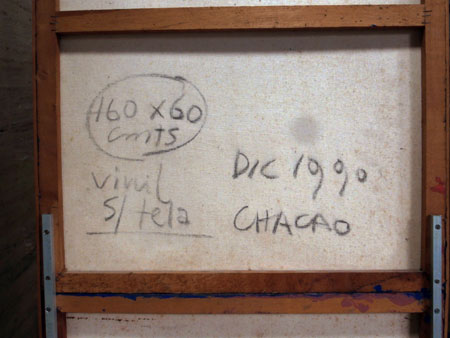 160 x 60
cmts
vinil
S/ tela
DIC 1990
CHACAO